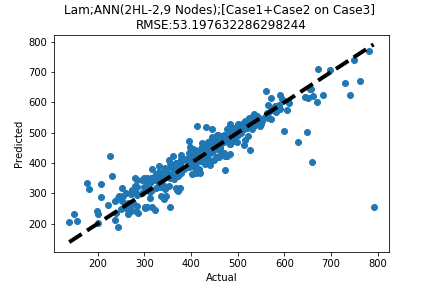 Lam;ANN(2HL-2,9 Nodes);[Case1+Case2 on Case3]
RMSE:53.197632286298244
800
700
600
500
400
300
200
Predicted
200 300 400 500 600 700 800
Actual